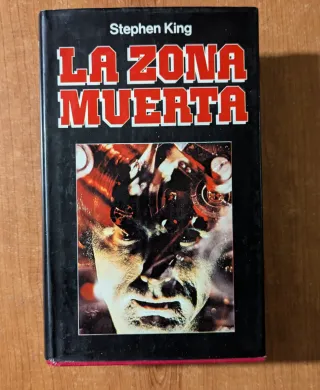 Stephen King
LA ZONA
MUERTA